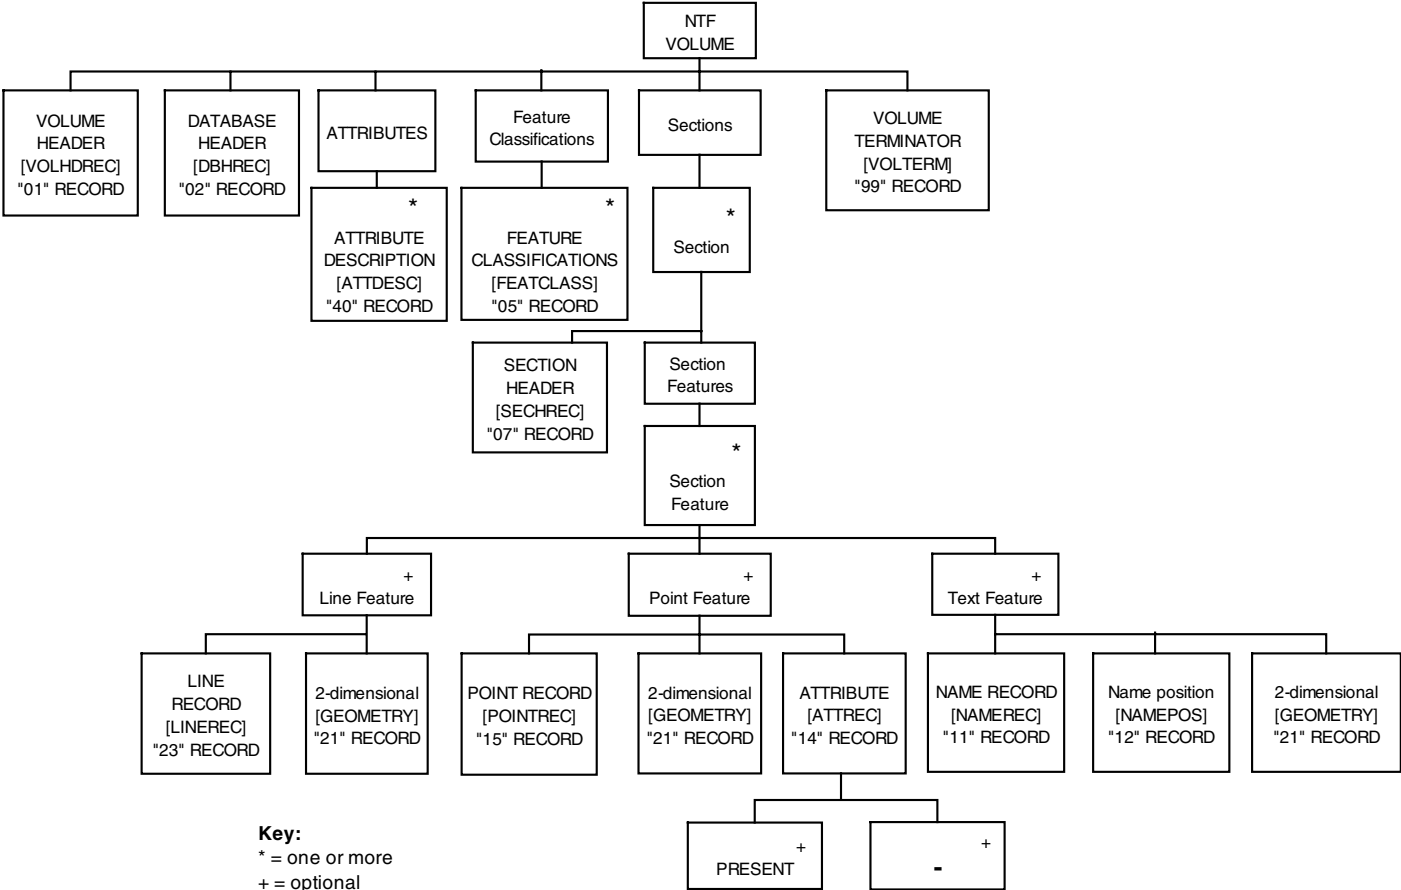 NTF
VOLUME
VOLUME
HEADER
[VOLHDREC]
"01" RECORD
DATABASE
HEADER
[DBHREC]
"02" RECORD
ATTRIBUTES
Feature
Classifications
Sections
VOLUME
TERMINATOR
[VOLTERM]
"99" RECORD
*
ATTRIBUTE
DESCRIPTION
[ATTDESC]
"40" RECORD
*
FEATURE
CLASSIFICATIONS
[FEATCLASS]
"05" RECORD
*
Section
SECTION
HEADER
[SECHREC]
"07" RECORD
Section
Features
*
Section
Feature
+
Line Feature
+
Point Feature
+
Text Feature
LINE
RECORD
[LINEREC]
"23" RECORD
2-dimensional
[GEOMETRY]
"21" RECORD
POINT RECORD
[POINTREC]
"15" RECORD
2-dimensional
[GEOMETRY]
"21" RECORD
ATTRIBUTE
[ATTREC]
"14" RECORD
NAME RECORD
[NAMEREC]
"11" RECORD
Name position
[NAMEPOS]
"12" RECORD
2-dimensional
[GEOMETRY]
"21" RECORD
+
PRESENT
+
-
Key:
* = one or more
+ = optional